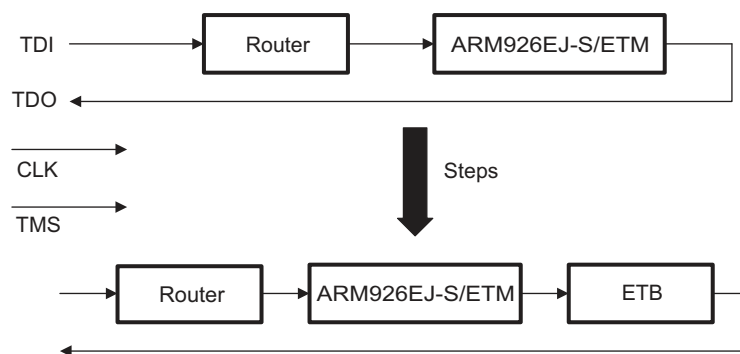 TDI
Router
ARM926EJ-S/ETM
TDO
CLK
Steps
TMS
Router
ARM926EJ-S/ETM
ETB